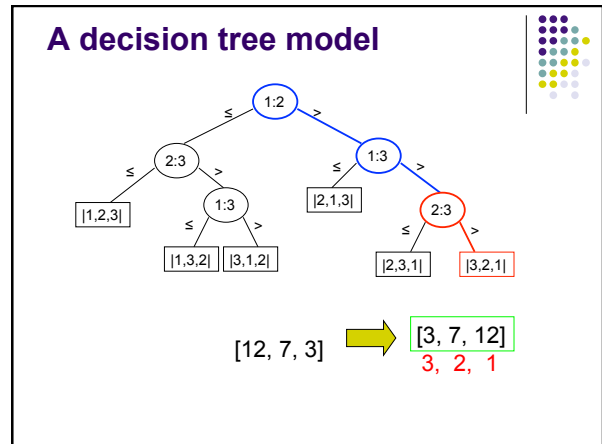 A decision tree model
1:2
≤ >
2:3 1:3
≤ > ≤ >
|1,2,3| 1:3 |2,1,3| 2:3
≤ > ≤ >
|1,3,2| |3,1,2| |2,3,1| |3,2,1|
[12, 7, 3] [3, 7, 12]
3, 2, 1